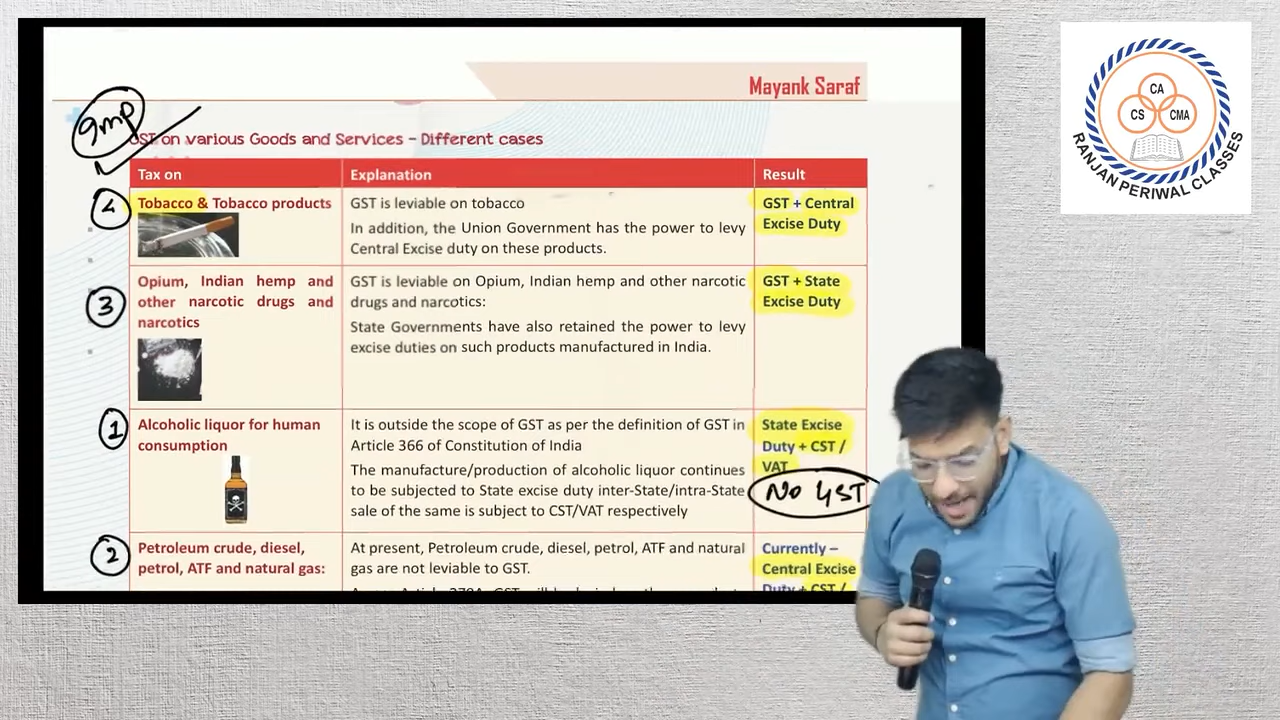 Mayank Saraf
Imp
GST on various Goods and Services – Different cases
Tax on Explanation Result
4
Tobacco & Tobacco products
GST is leviable on tobacco
In addition, the Union Government has the power to levy
Central Excise duty on these products.
GST + Central
Excise Duty
3
Opium, Indian hemp and
other narcotic drugs and
narcotics
GST is leviable on Opium, Indian hemp and other narcotic
drugs and narcotics:
State Governments have also retained the power to levy
excise duties on such products manufactured in India.
GST + State
Excise Duty
1
Alcoholic liquor for human
consumption
It is outside the scope of GST as per the definition of GST in
Article 366 of Constitution of India
The manufacture/production of alcoholic liquor continues
to be subjected to State excise duty inter-State/intra-State
sale of the same is subject to CST/VAT respectively
State Excise
Duty + CST /
VAT
No GST
2
Petroleum crude, diesel,
petrol, ATF and natural gas:
At present, Petroleum crude, diesel, petrol, ATF and natural
gas are not leviable to GST.
Currently –
Central Excise
Duty + CST /
CA
CS CMA
RANJAN PERIWAL CLASSES